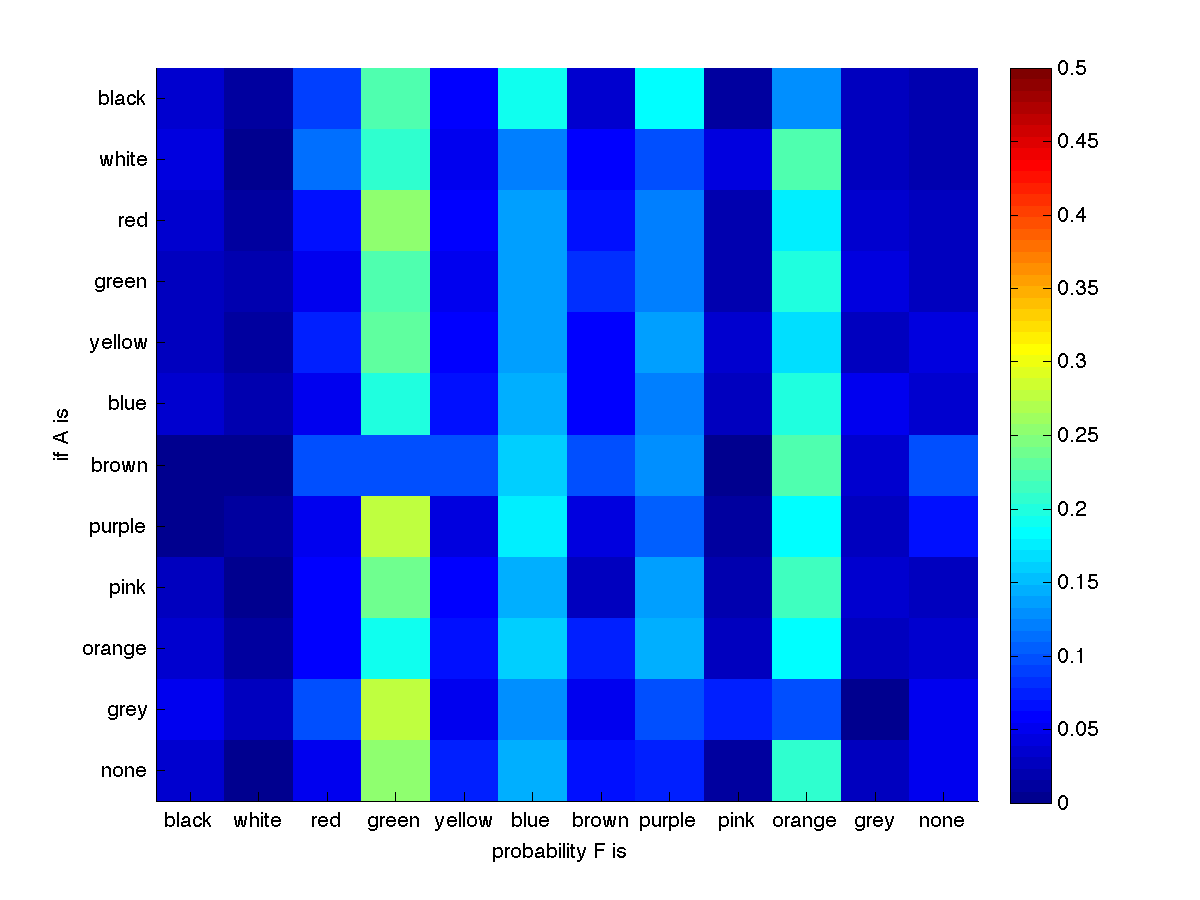 black
white
red
green
yellow
blue
brown
purple
pink
orange
grey
none
if A is
black white red green yellow blue brown purple pink orange grey none
probability F is
0.5
0.45
0.4
0.35
0.3
0.25
0.2
0.15
0.1
0.05
0